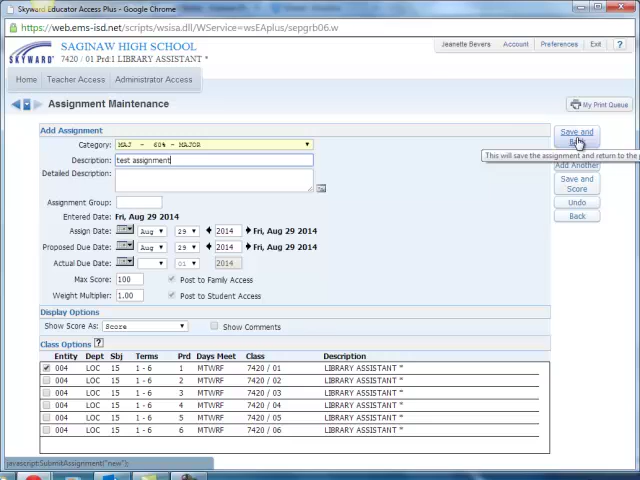 Skyward Educator Access Plus - Google Chrome
https://web.ems-isd.net/scripts/wsisa.dll/WService=wsEAplus/sepgrb06.w
SKYWARD
SAGINAW HIGH SCHOOL
7420 / 01 Prd:1 LIBRARY ASSISTANT *
Jeanette Bevers Account Preferences Exit ?
Home Teacher Access Administrator Access
Assignment Maintenance
My Print Queue
Add Assignment
Category: MAJ - 60% - MAJOR
Description: test assignment
Detailed Description:
Assignment Group:
Entered Date: Fri, Aug 29 2014
Assign Date: Aug 29 2014 Fri, Aug 29 2014
Proposed Due Date: Aug 29 2014 Fri, Aug 29 2014
Actual Due Date: 01 2014
Max Score: 100 Post to Family Access
Weight Multiplier: 1.00 Post to Student Access
Save and
This will save the assignment and return to the
Add Another
Save and
Score
Undo
Back
Display Options
Show Score As: Score Show Comments
Class Options ?
Entity Dept Sbj Terms Prd Days Meet Class Description
004 LOC 15 1 - 6 1 MTWRF 7420 / 01 LIBRARY ASSISTANT *
004 LOC 15 1 - 6 2 MTWRF 7420 / 02 LIBRARY ASSISTANT *
004 LOC 15 1 - 6 3 MTWRF 7420 / 03 LIBRARY ASSISTANT *
004 LOC 15 1 - 6 4 MTWRF 7420 / 04 LIBRARY ASSISTANT *
004 LOC 15 1 - 6 5 MTWRF 7420 / 05 LIBRARY ASSISTANT *
004 LOC 15 1 - 6 6 MTWRF 7420 / 06 LIBRARY ASSISTANT *
javascript:SubmitAssignment("new");